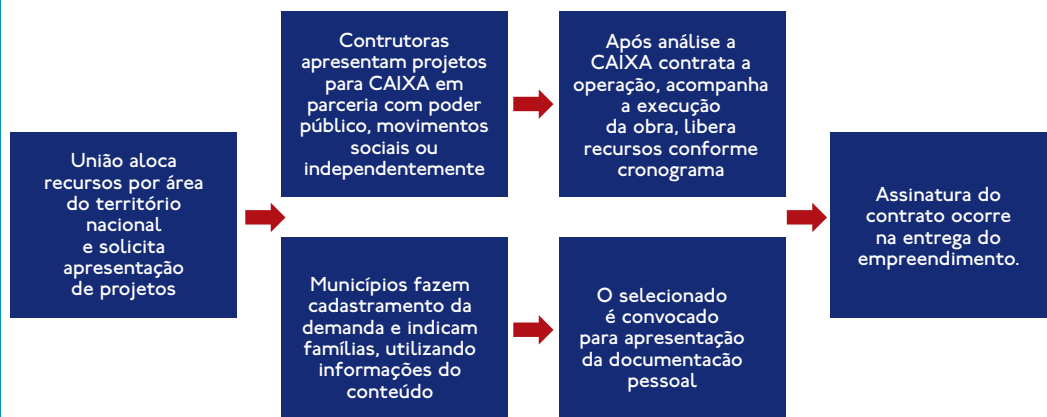 União aloca
recursos por área
do território
nacional
e solicita
apresentação
de projetos
Contrutoras
apresentam projetos
para CAIXA em
parceria com poder
público, movimentos
sociais ou
independentemente
Após análise a
CAIXA contrata a
operação, acompanha
a execução
da obra, libera
recursos conforme
cronograma
Municípios fazem
cadastramento da
demanda e indicam
famílias, utilizando
informações do
conteúdo
O selecionado
é convocado
para apresentação
da documentacão
pessoal
Assinatura do
contrato ocorre
na entrega do
empreendimento.